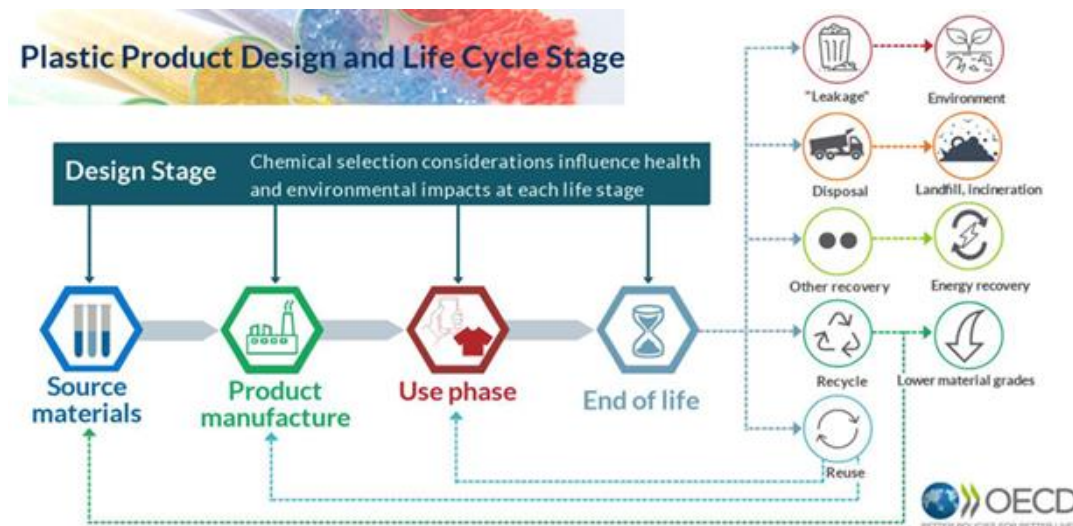 Plastic Product Design and Life Cycle Stage
Design Stage
Chemical selection considerations influence health
and environmental impacts at each life stage
Source
materials
Product
manufacture
Use phase
End of life
"Leakage"
Environment
Disposal
Landfill, incineration
Other recovery
Energy recovery
Recycle
Lower material grades
Reuse
OECD